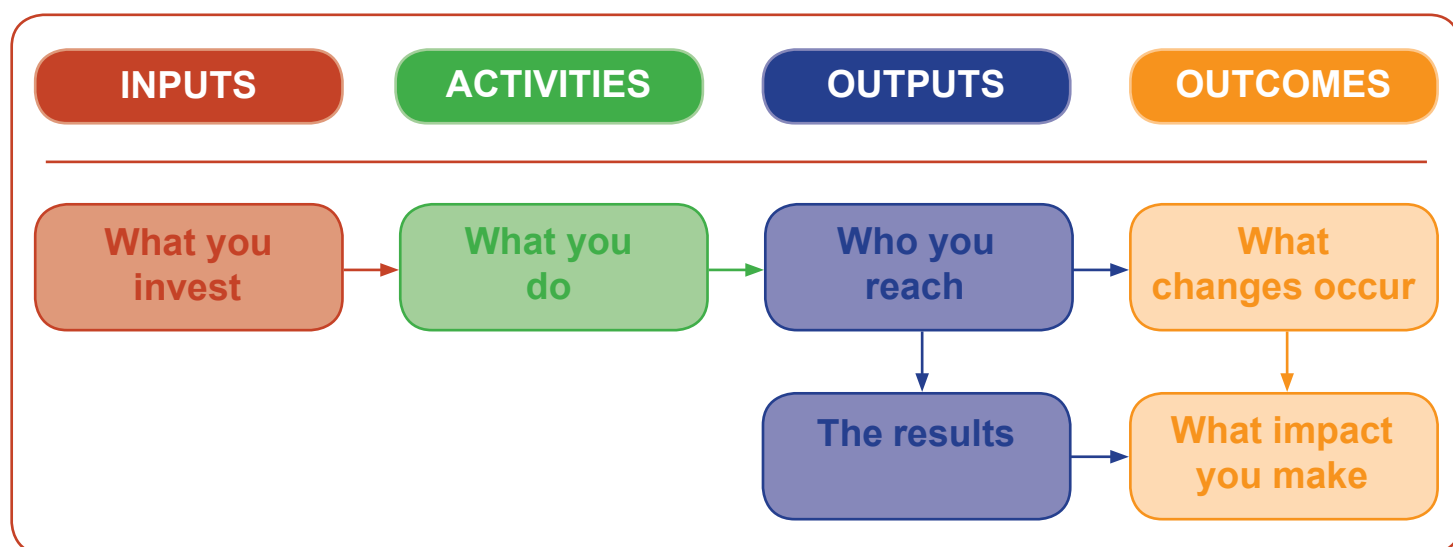 INPUTS
ACTIVITIES
OUTPUTS
OUTCOMES
What you
invest
What you
do
Who you
reach
What
changes occur
The results
What impact
you make